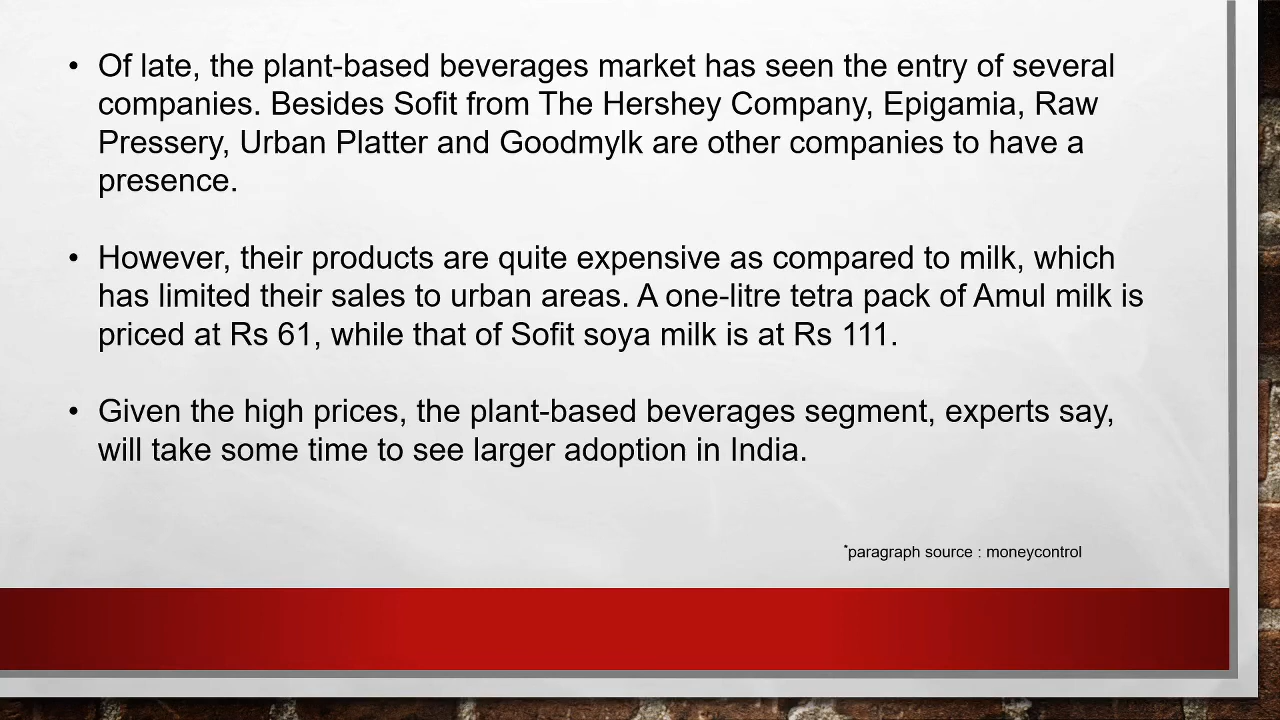 • Of late, the plant-based beverages market has seen the entry of several
companies. Besides Sofit from The Hershey Company, Epigamia, Raw
Pressery, Urban Platter and Goodmylk are other companies to have a
presence.
• However, their products are quite expensive as compared to milk, which
has limited their sales to urban areas. A one-litre tetra pack of Amul milk is
priced at Rs 61, while that of Sofit soya milk is at Rs 111.
• Given the high prices, the plant-based beverages segment, experts say,
will take some time to see larger adoption in India.
*paragraph source : moneycontrol